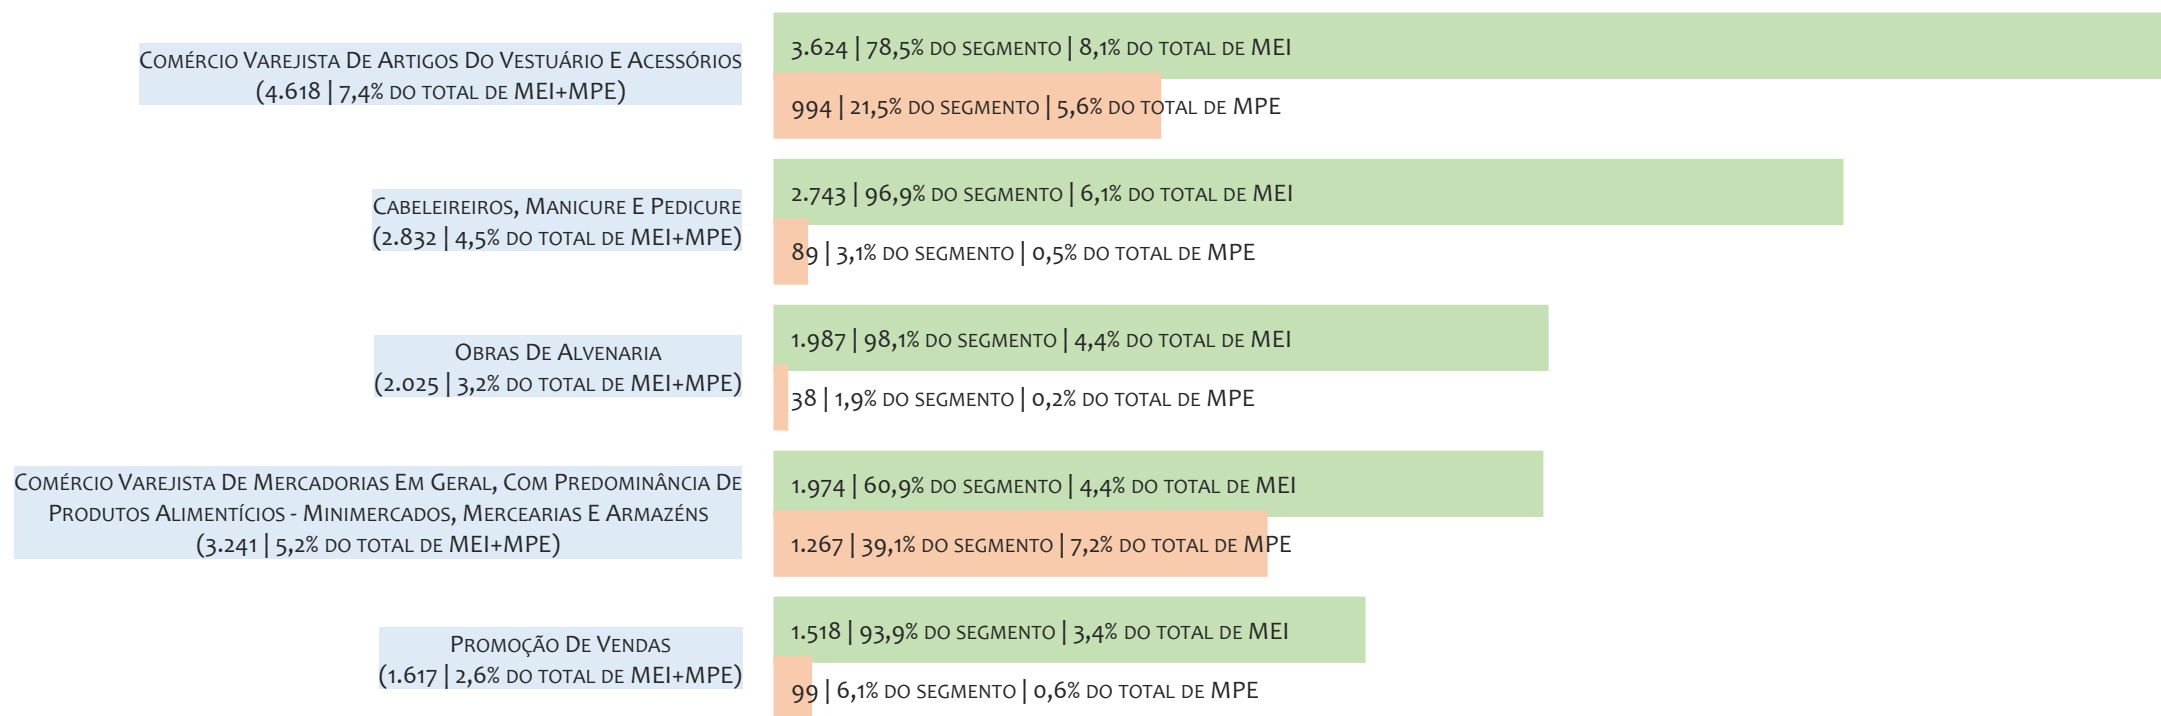 Comércio Varejista De Artigos Do Vestuário E Acessórios
(4.618 | 7,4% do total de MEI+MPE)
3.624 | 78,5% do segmento | 8,1% do total de MEI
994 | 21,5% do segmento | 5,6% do total de MPE
Cabeleireiros, Manicure E Pedicure
(2.832 | 4,5% do total de MEI+MPE)
2.743 | 96,9% do segmento | 6,1% do total de MEI
89 | 3,1% do segmento | 0,5% do total de MPE
Obras De Alvenaria
(2.025 | 3,2% do total de MEI+MPE)
1.987 | 98,1% do segmento | 4,4% do total de MEI
38 | 1,9% do segmento | 0,2% do total de MPE
Comércio Varejista De Mercadorias Em Geral, Com Predominância De
Produtos Alimentícios - Minimercados, Mercearias E Armazéns
(3.241 | 5,2% do total de MEI+MPE)
1.974 | 60,9% do segmento | 4,4% do total de MEI
1.267 | 39,1% do segmento | 7,2% do total de MPE
Promoção De Vendas
(1.617 | 2,6% do total de MEI+MPE)
1.518 | 93,9% do segmento | 3,4% do total de MEI
99 | 6,1% do segmento | 0,6% do total de MPE